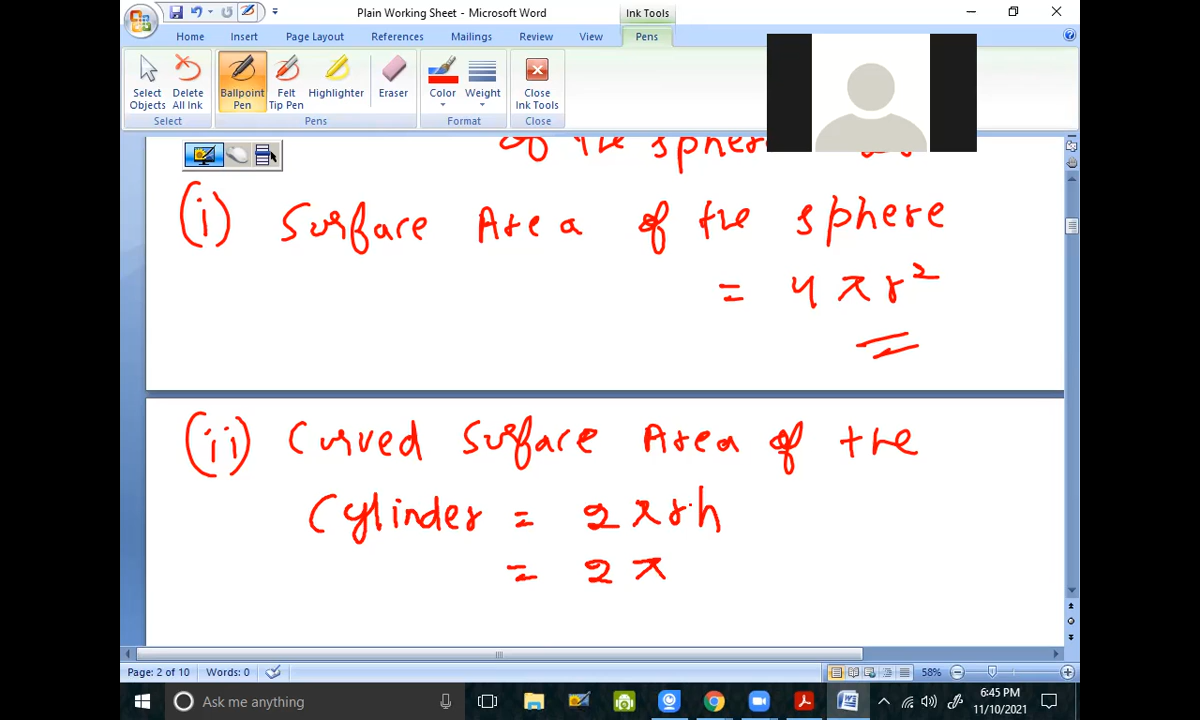 Plain Working Sheet - Microsoft Word
Ink Tools
Home Insert Page Layout References Mailings Review View Pens
Select Objects
Delete All Ink
Ballpoint Pen
Felt Tip Pen
Highlighter
Eraser
Color
Weight
Close Ink Tools
Select Pens Format Close
of the sphere
(i) Surface Area of the sphere
= 4πr²
(ii) Curved Surface Area of the
Cylinder = 2πrh
= 2π
Page: 2 of 10 Words: 0 58%
Ask me anything
6:45 PM
11/10/2021